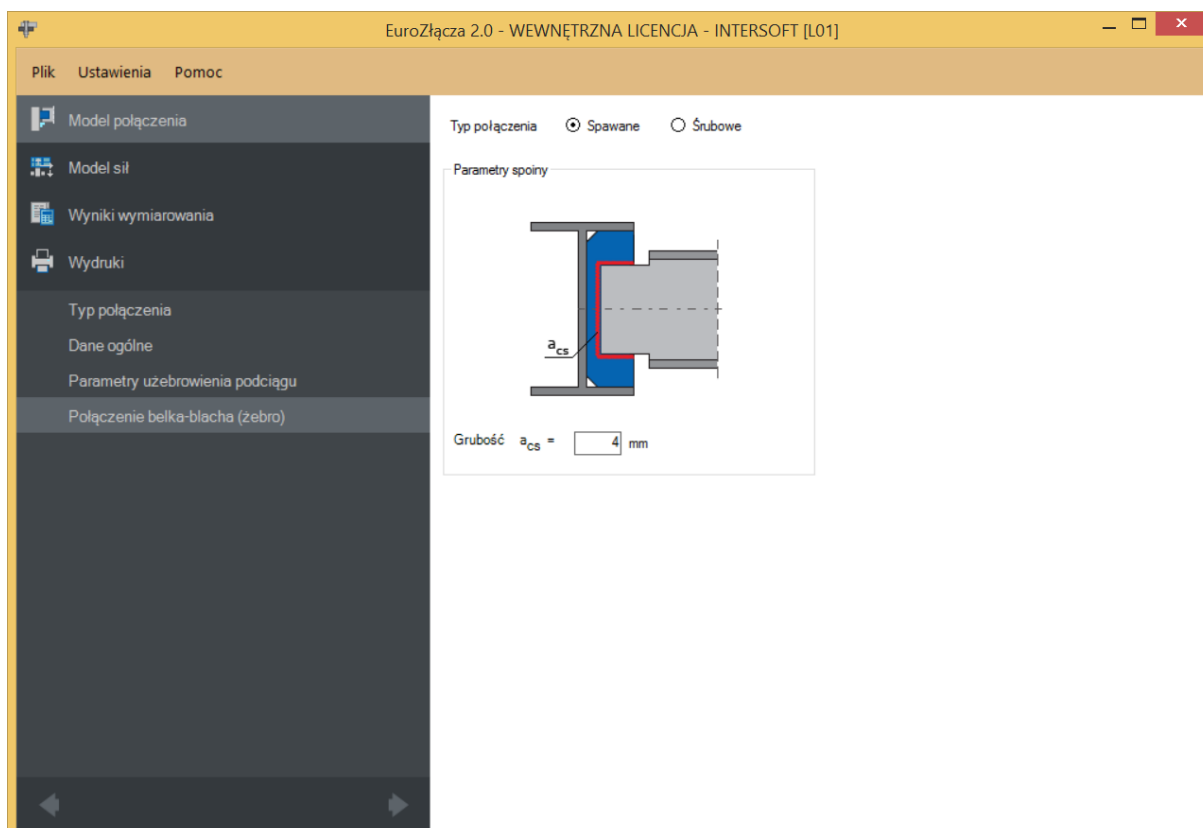 EuroZłącza 2.0 - WEWNĘTRZNA LICENCJA - INTERSOFT [L01]
Plik Ustawienia Pomoc
Model połączenia
Model sił
Wyniki wymiarowania
Wydruki
Typ połączenia
Dane ogólne
Parametry użebrowienia podciągu
Połączenie belka-blacha (żebro)
Typ połączenia Spawane Śrubowe
Parametry spoiny
acs
Grubość acs = 4 mm